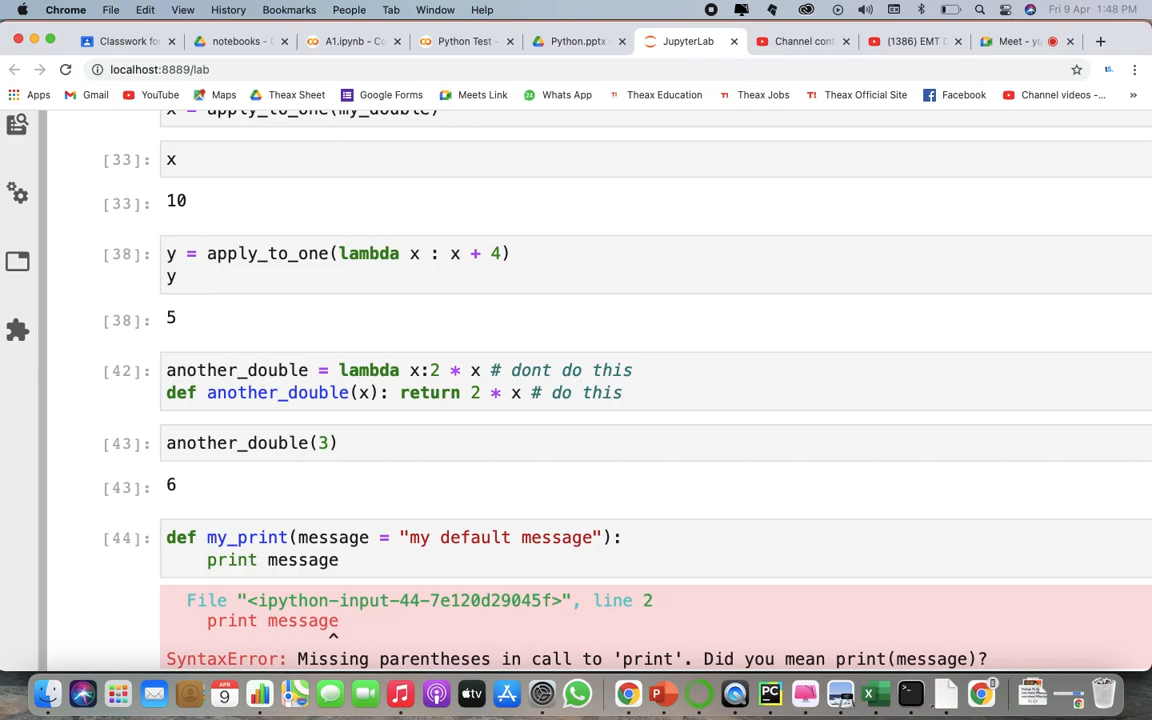 Chrome File Edit View History Bookmarks People Tab Window Help Fri 9 Apr 1:48 PM
Classwork for notebooks - A1.ipynb - Co Python Test - Python.pptx - JupyterLab Channel cont (1386) EMT D Meet - yo
localhost:8889/lab
Apps Gmail YouTube Maps Theax Sheet Google Forms Meets Link Whats App Theax Education Theax Jobs Theax Official Site Facebook Channel videos -... »
x = apply_to_one(my_double)
[33]: x
[33]: 10
[38]: y = apply_to_one(lambda x : x + 4)
y
[38]: 5
[42]: another_double = lambda x:2 * x # dont do this
def another_double(x): return 2 * x # do this
[43]: another_double(3)
[43]: 6
[44]: def my_print(message = "my default message"):
print message
File "<ipython-input-44-7e120d29045f>", line 2
print message
^
SyntaxError: Missing parentheses in call to 'print'. Did you mean print(message)?